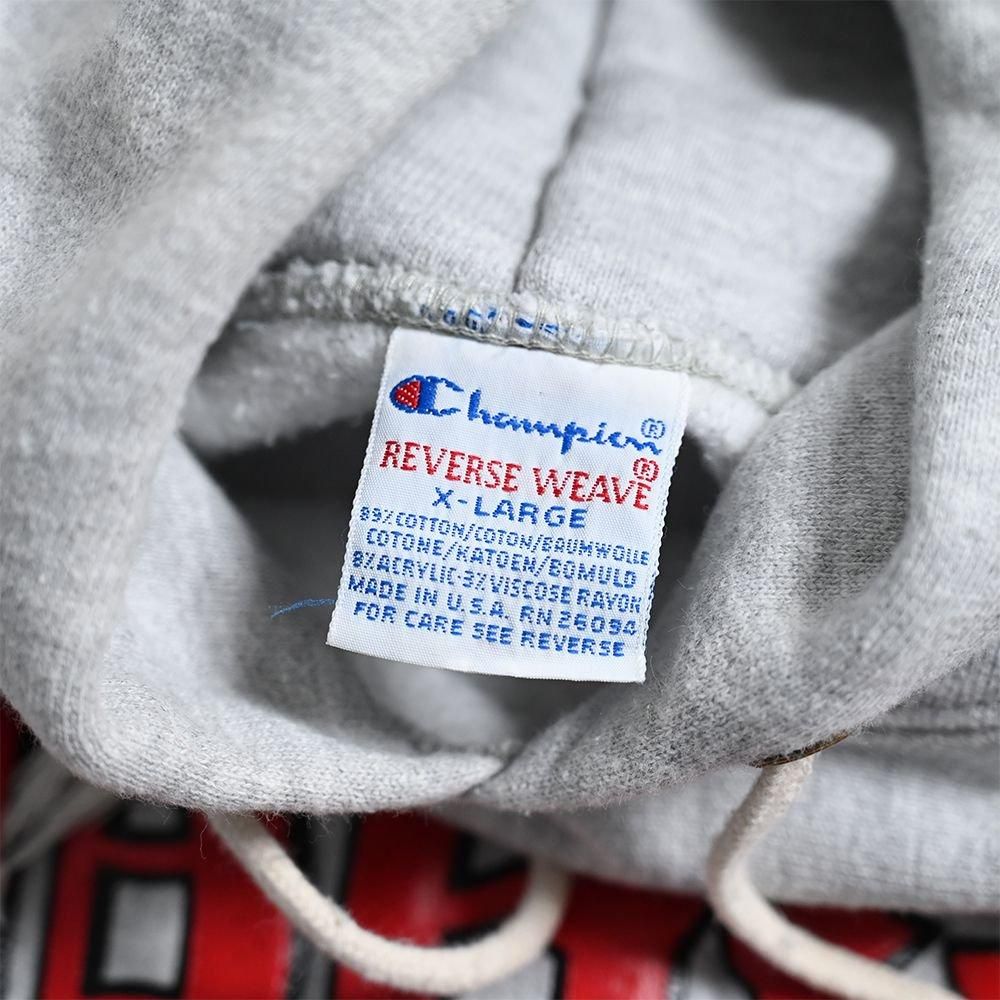 Champion®
REVERSE WEAVE®
X-LARGE
89% COTTON/COTON/BAUMWOLLE
COTONE/KATOEN/BOMULD
8% ACRYLIC·3% VISCOSE RAYON
MADE IN U.S.A. RN 26094
FOR CARE SEE REVERSE